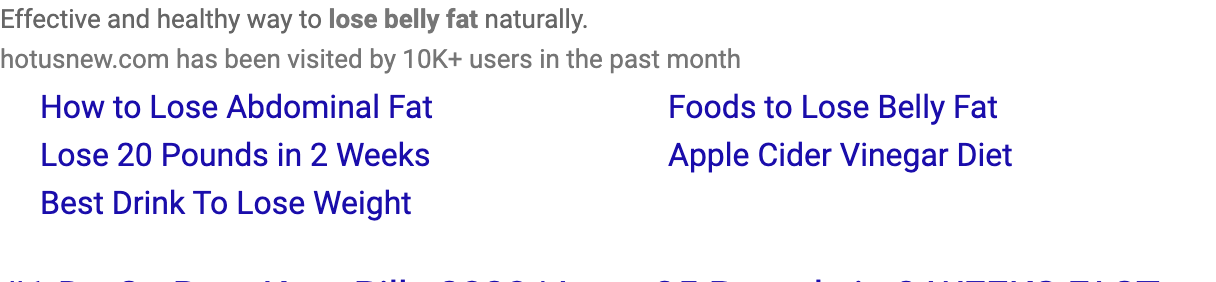 Effective and healthy way to lose belly fat naturally.
hotusnew.com has been visited by 10K+ users in the past month
How to Lose Abdominal Fat
Foods to Lose Belly Fat
Lose 20 Pounds in 2 Weeks
Apple Cider Vinegar Diet
Best Drink To Lose Weight